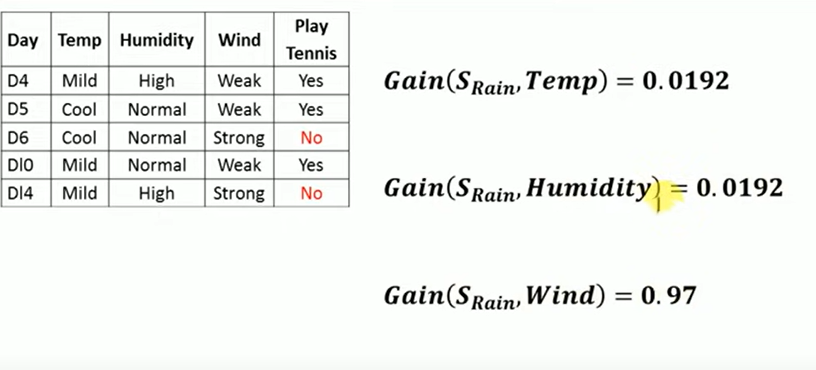 Day Temp Humidity Wind Play Tennis
D4 Mild High Weak Yes
D5 Cool Normal Weak Yes
D6 Cool Normal Strong No
Dl0 Mild Normal Weak Yes
Dl4 Mild High Strong No
Gain(S_Rain, Temp) = 0.0192
Gain(S_Rain, Humidity) = 0.0192
Gain(S_Rain, Wind) = 0.97